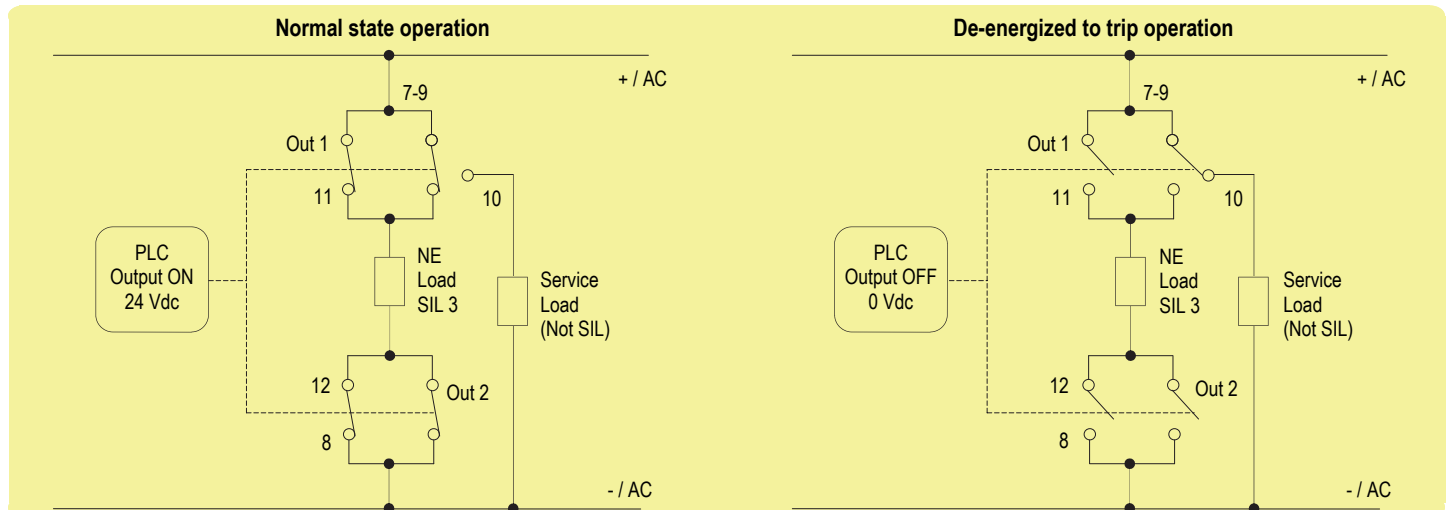 Normal state operation
+ / AC
7-9
Out 1
11
10
PLC
Output ON
24 Vdc
NE
Load
SIL 3
Service
Load
(Not SIL)
12
Out 2
8
- / AC
De-energized to trip operation
+ / AC
7-9
Out 1
11
10
PLC
Output OFF
0 Vdc
NE
Load
SIL 3
Service
Load
(Not SIL)
12
Out 2
8
- / AC